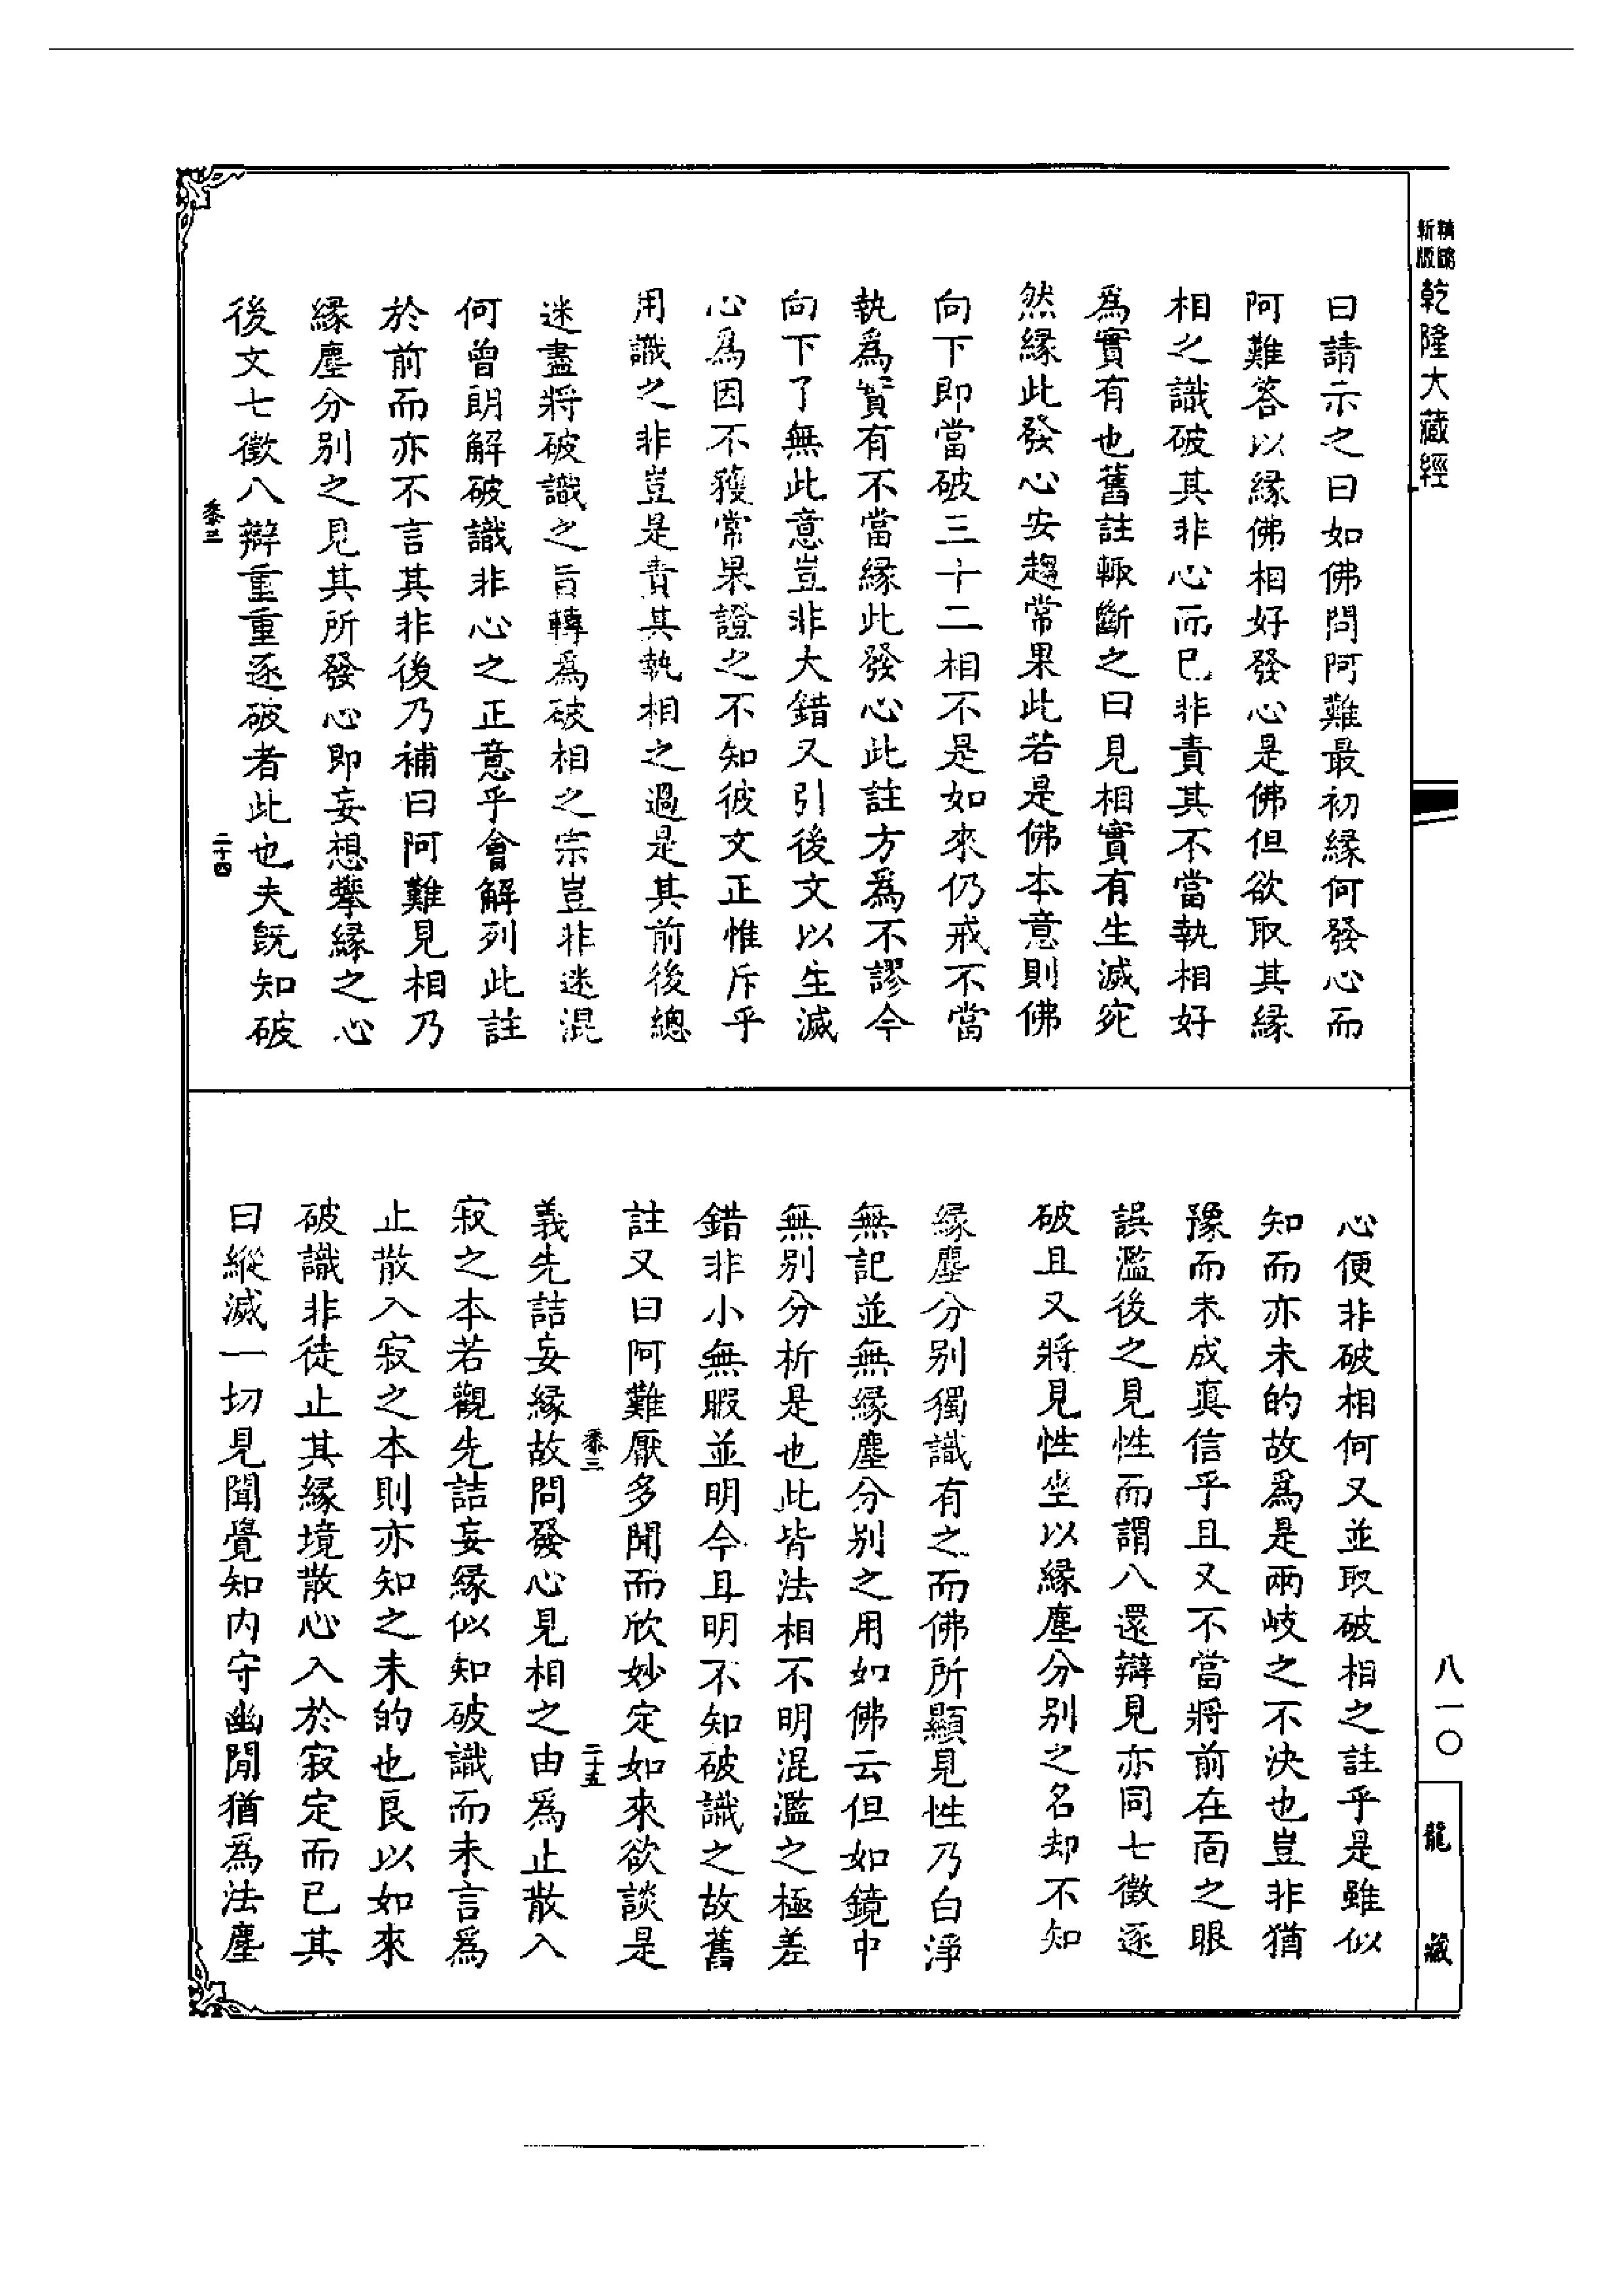 精鐫新版
乾隆大藏經
曰請示之曰如佛問阿難最初緣何發心而
阿難答以緣佛相好發心是佛但欲取其緣
相之識破其非心而已非責其不當執相好
為實有也舊註輙斷之曰見相實有生滅宛
然緣此發心安趨常果此若是佛本意則佛
向下即當破三十二相不是如來仍戒不當
執為實有不當緣此發心此註方為不謬今
向下了無此意豈非大錯又引後文以生滅
心為因不獲常果證之不知彼文正惟斥乎
用識之非豈是責其執相之過是其前後總
迷盡將破識之旨轉為破相之宗豈非迷混
何曾朗解破識非心之正意乎會解列此註
於前而亦不言其非後乃補曰阿難見相乃
緣塵分別之見其所發心即妄想攀緣之心
後文七徵八辯重重逐破者此也夫既知破
泰三
二十四
心便非破相何又並取破相之註乎是雖似
知而亦未的故為是兩岐之不決也豈非猶
豫而未成真信乎且又不當將前在面之眼
誤濫後之見性而謂八還辯見亦同七徵逐
破且又將見性坐以緣塵分別之名却不知
緣塵分別獨識有之而佛所顯見性乃白淨
無記並無緣塵分別之用如佛云但如鏡中
無別分析是也此皆法相不明混濫之極差
錯非小無暇並明今且明不知破識之故舊
註又曰阿難厭多聞而欣妙定如來欲談是
泰三
二十五
義先詰妄緣故問發心見相之由為止散入
寂之本若觀先詰妄緣似知破識而未言為
止散入寂之本則亦知之未的也良以如來
破識非徒止其緣境散心入於寂定而已其
曰縱滅一切見聞覺知內守幽閒猶為法塵
八一〇
龍藏